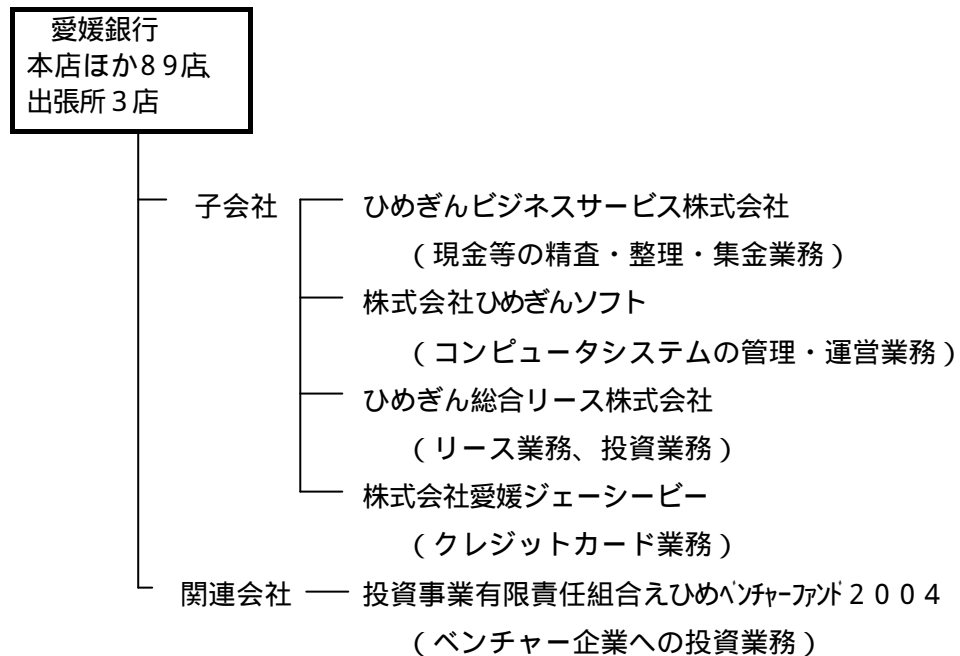 愛媛銀行
本店ほか89店、
出張所3店
子会社 ひめぎんビジネスサービス株式会社
(現金等の精査・整理・集金業務)
株式会社ひめぎんソフト
(コンピュータシステムの管理・運営業務)
ひめぎん総合リース株式会社
(リース業務、投資業務)
株式会社愛媛ジェーシービー
(クレジットカード業務)
関連会社 投資事業有限責任組合えひめベンチャーファンド2004
(ベンチャー企業への投資業務)